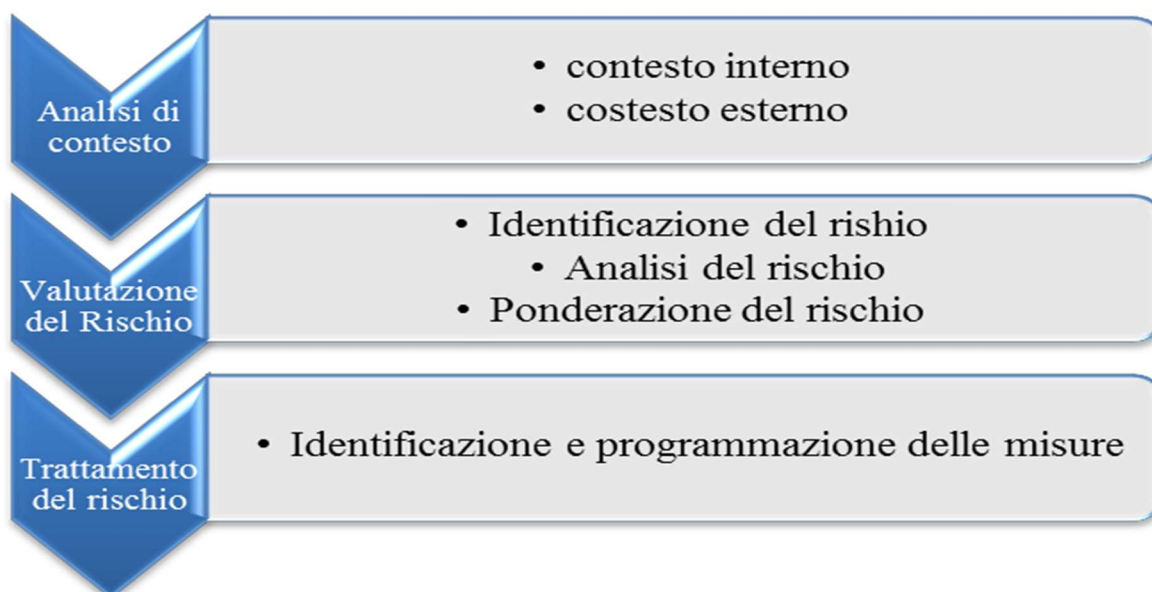 Analisi di
contesto
• contesto interno
• costesto esterno
Valutazione
del Rischio
• Identificazione del rishio
• Analisi del rischio
• Ponderazione del rischio
Trattamento
del rischio
• Identificazione e programmazione delle misure